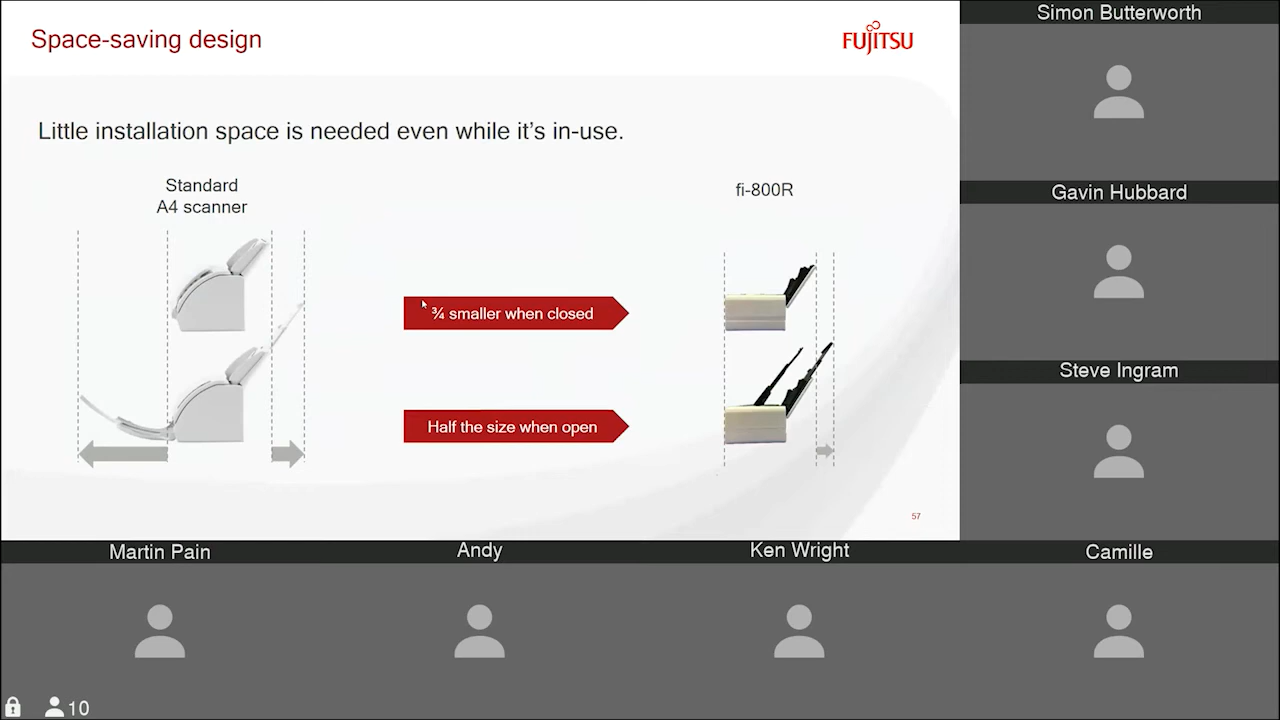 Space-saving design
FUJITSU
Little installation space is needed even while it's in-use.
Standard
A4 scanner
fi-800R
¾ smaller when closed
Half the size when open
57
Simon Butterworth
Gavin Hubbard
Steve Ingram
Martin Pain
Andy
Ken Wright
Camille
10